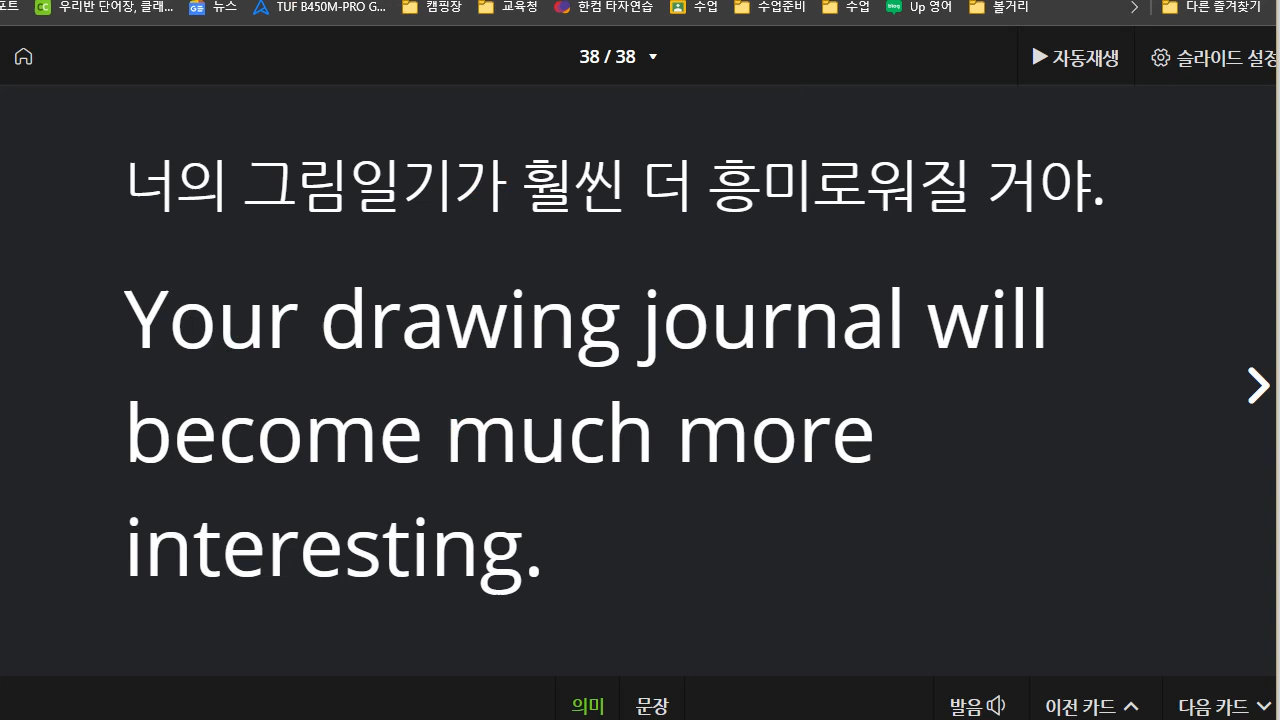 포트 우리반 단어장, 클래... 뉴스 TUF B450M-PRO G... 캠핑장 교육청 한컴 타자연습 수업 수업준비 수업 Up 영어 볼거리 다른 즐겨찾기
38 / 38 자동재생 슬라이드 설정
너의 그림일기가 훨씬 더 흥미로워질 거야.
Your drawing journal will
become much more
interesting.
의미 문장 발음 이전 카드 다음 카드